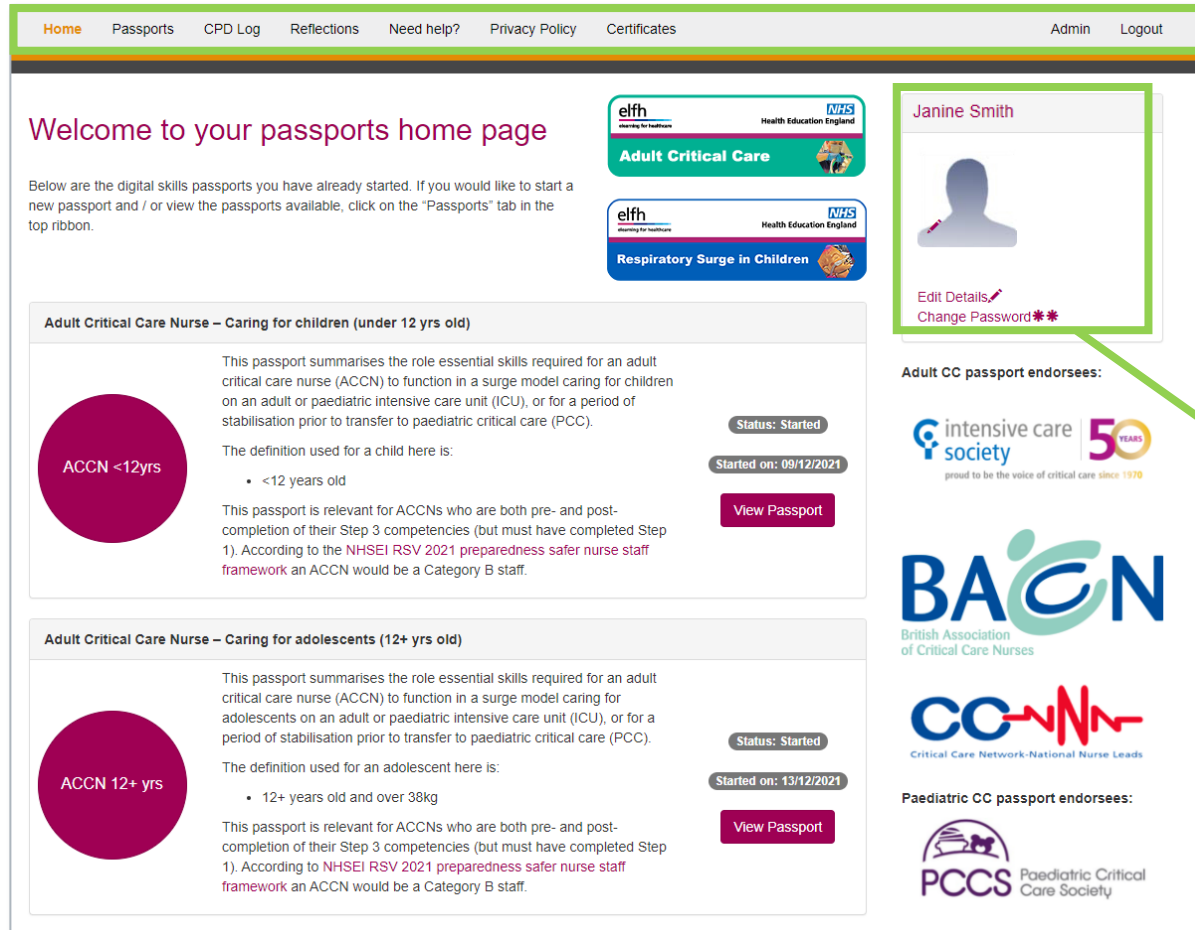 Home Passports CPD Log Reflections Need help? Privacy Policy Certificates Admin Logout
Welcome to your passports home page
Below are the digital skills passports you have already started. If you would like to start a
new passport and / or view the passports available, click on the “Passports” tab in the
top ribbon.
elfh
elearning for healthcare
NHS
Health Education England
Adult Critical Care
elfh
elearning for healthcare
NHS
Health Education England
Respiratory Surge in Children
Janine Smith
Edit Details
Change Password
Adult Critical Care Nurse – Caring for children (under 12 yrs old)
ACCN <12yrs
This passport summarises the role essential skills required for an adult
critical care nurse (ACCN) to function in a surge model caring for children
on an adult or paediatric intensive care unit (ICU), or for a period of
stabilisation prior to transfer to paediatric critical care (PCC).
The definition used for a child here is:
• <12 years old
This passport is relevant for ACCNs who are both pre- and post-
completion of their Step 3 competencies (but must have completed Step
1). According to the NHSEI RSV 2021 preparedness safer nurse staff
framework an ACCN would be a Category B staff.
Status: Started
Started on: 09/12/2021
View Passport
Adult Critical Care Nurse – Caring for adolescents (12+ yrs old)
ACCN 12+ yrs
This passport summarises the role essential skills required for an adult
critical care nurse (ACCN) to function in a surge model caring for
adolescents on an adult or paediatric intensive care unit (ICU), or for a
period of stabilisation prior to transfer to paediatric critical care (PCC).
The definition used for an adolescent here is:
• 12+ years old and over 38kg
This passport is relevant for ACCNs who are both pre- and post-
completion of their Step 3 competencies (but must have completed Step
1). According to NHSEI RSV 2021 preparedness safer nurse staff
framework an ACCN would be a Category B staff.
Status: Started
Started on: 13/12/2021
View Passport
Adult CC passport endorsees:
intensive care
society
50 YEARS
proud to be the voice of critical care since 1970
BACCN
British Association
of Critical Care Nurses
CC-NNN
Critical Care Network-National Nurse Leads
Paediatric CC passport endorsees:
PCCS
Paediatric Critical
Care Society